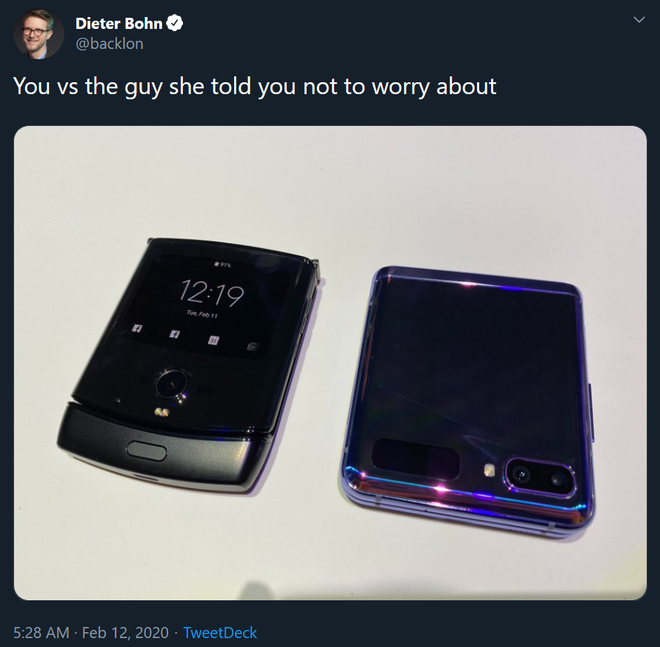 Dieter Bohn
@backlon
You vs the guy she told you not to worry about
12:19
Tue, Feb 11
5:28 AM · Feb 12, 2020 · TweetDeck